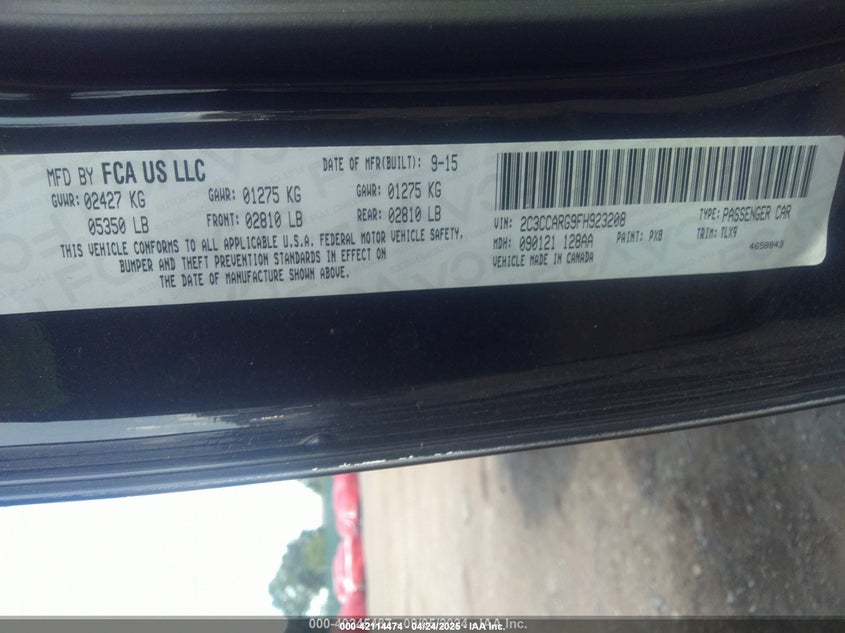 MFD BY FCA US LLC DATE OF MFR(BUILT): 9-15
GVWR: 02427 KG GAWR: 01275 KG GAWR: 01275 KG
05350 LB FRONT: 02810 LB REAR: 02810 LB
THIS VEHICLE CONFORMS TO ALL APPLICABLE U.S.A. FEDERAL MOTOR VEHICLE SAFETY,
BUMPER AND THEFT PREVENTION STANDARDS IN EFFECT ON
THE DATE OF MANUFACTURE SHOWN ABOVE.
VIN: 2C3CCARG9FH923208 TYPE: PASSENGER CAR
MDH: 090121 128AA PAINT: PX8 TRIM: TLX9
VEHICLE MADE IN CANADA 4658843
000-42114474 04/24/2025 - IAA Inc.